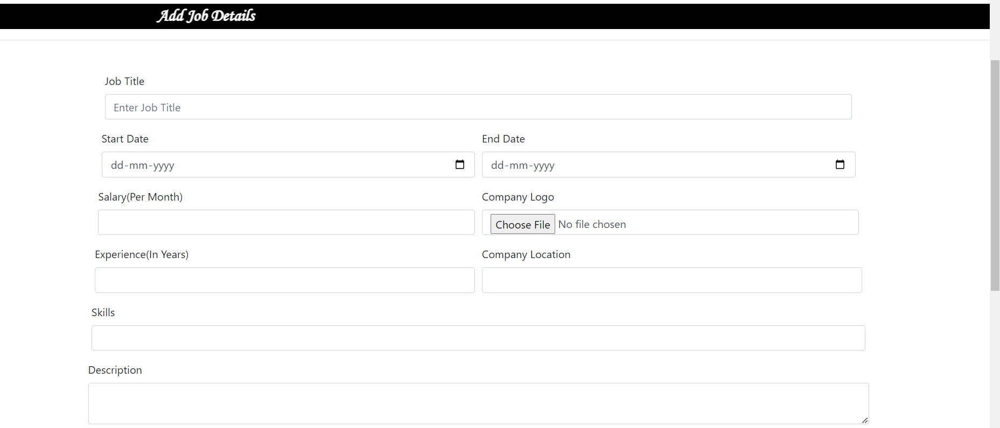 Add Job Details
Job Title
Enter Job Title
Start Date End Date
dd-mm-yyyy dd-mm-yyyy
Salary(Per Month) Company Logo
Choose File No file chosen
Experience(In Years) Company Location
Skills
Description